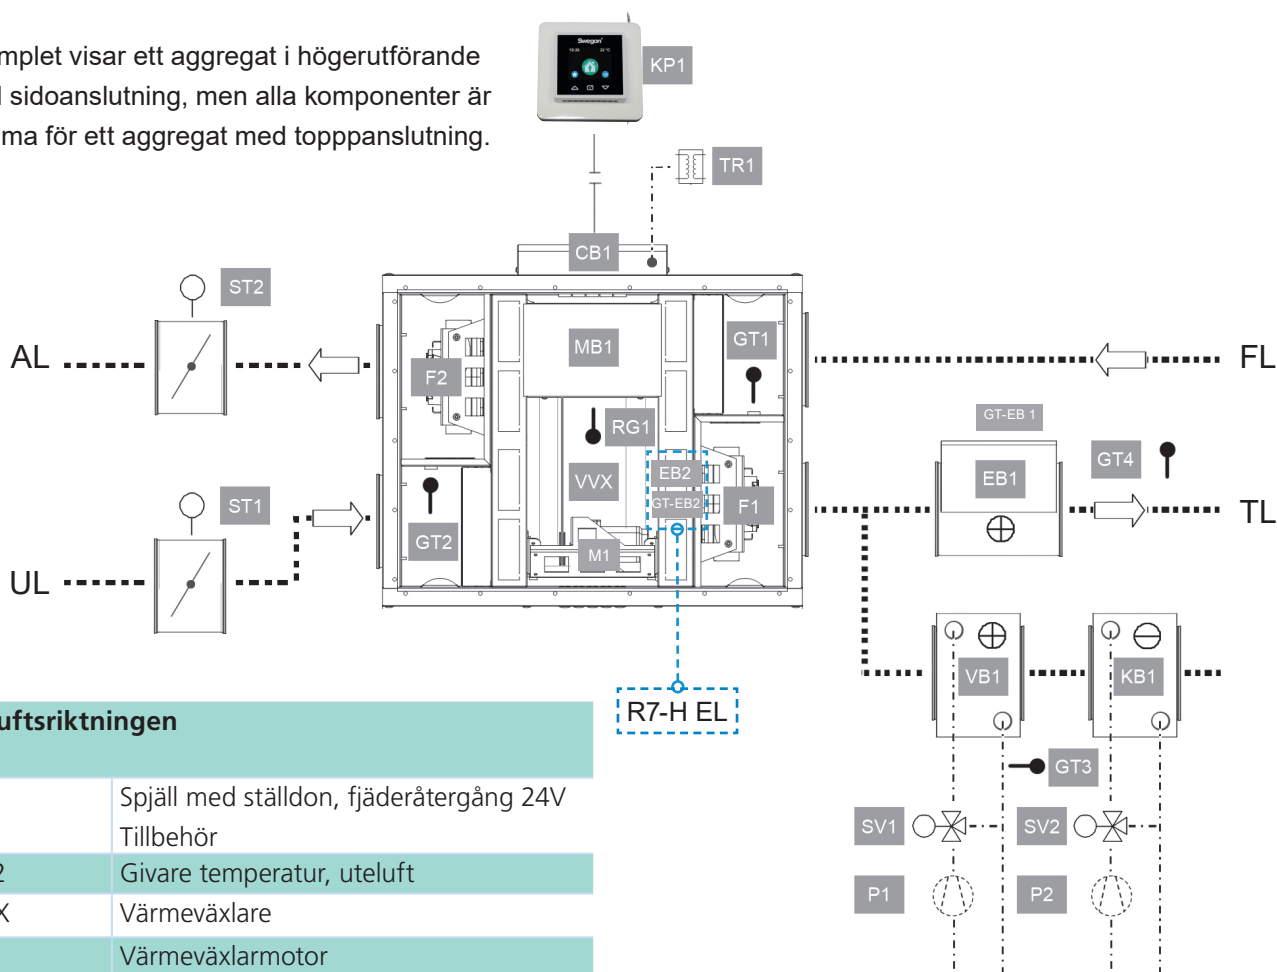 mplet visar ett aggregat i högerutförande
sidoanslutning, men alla komponenter är
ma för ett aggregat med topppanslutning.
Swegon
KP1
TR1
CB1
ST2
AL
F2
MB1
GT1
FL
RG1
GT-EB 1
EB1
GT4
EB2
GT-EB2
VVX
F1
TL
ST1
GT2
M1
UL
VB1
KB1
R7-H EL
GT3
SV1
SV2
P1
P2
uftsriktningen
Spjäll med ställdon, fjäderåtergång 24V
Tillbehör
2 Givare temperatur, uteluft
X Värmeväxlare
Värmeväxlarmotor